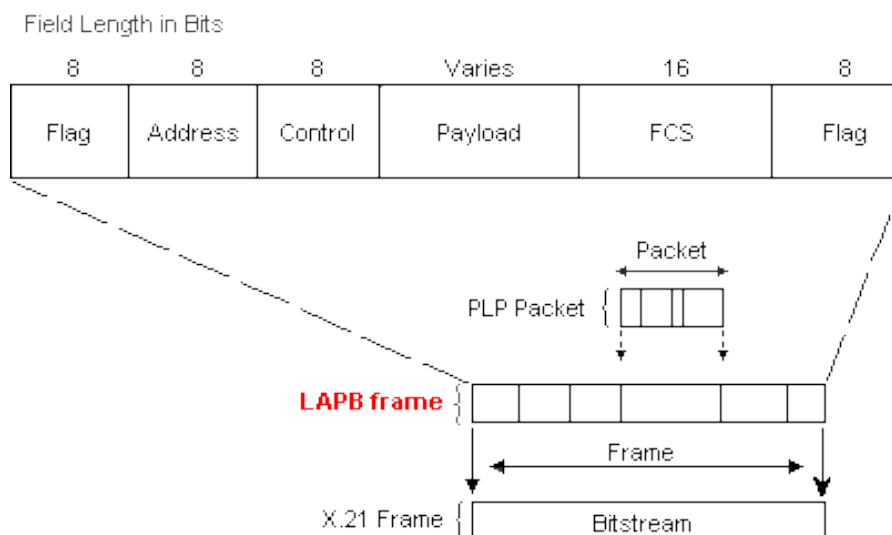 Field Length in Bits
8 8 8 Varies 16 8
Flag Address Control Payload FCS Flag
Packet
PLP Packet
LAPB frame
Frame
X.21 Frame Bitstream